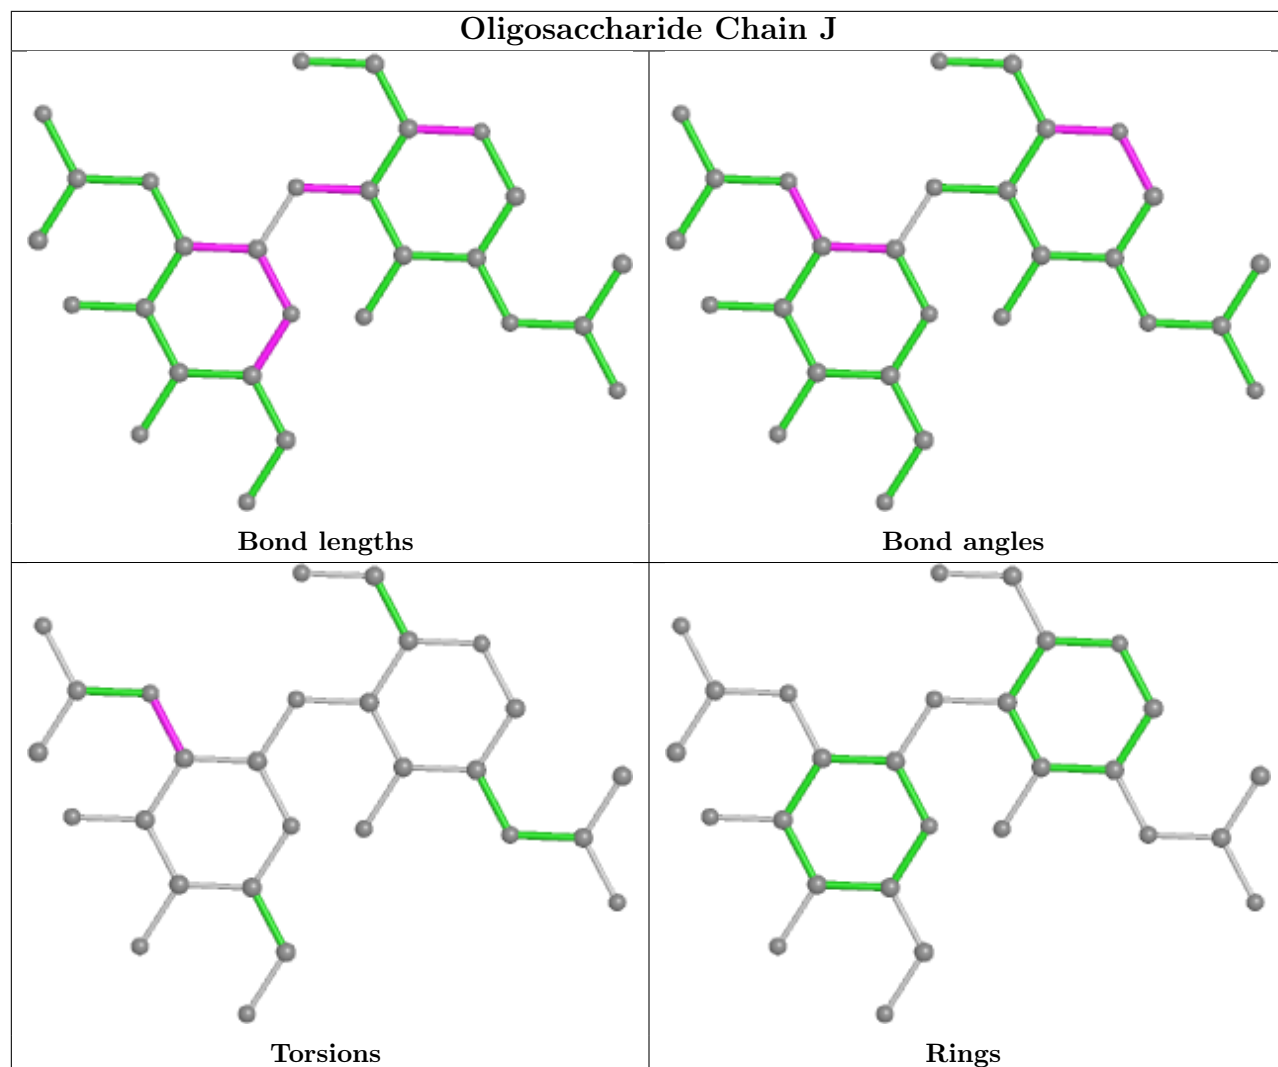 Oligosaccharide Chain J
Bond lengths
Bond angles
Torsions
Rings